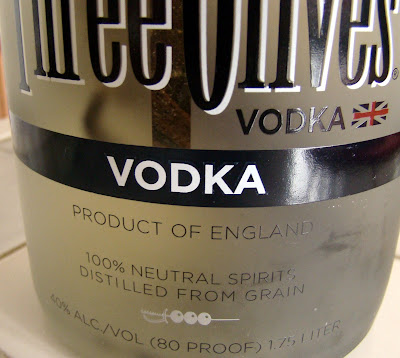 Three Olives®
VODKA
VODKA
PRODUCT OF ENGLAND
100% NEUTRAL SPIRITS
DISTILLED FROM GRAIN
40% ALC./VOL (80 PROOF) 1.75 LITER